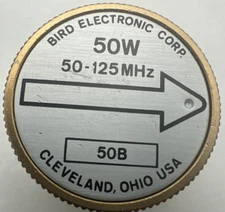 BIRD ELECTRONIC CORP.
50W
50-125MHz
50B
CLEVELAND, OHIO USA